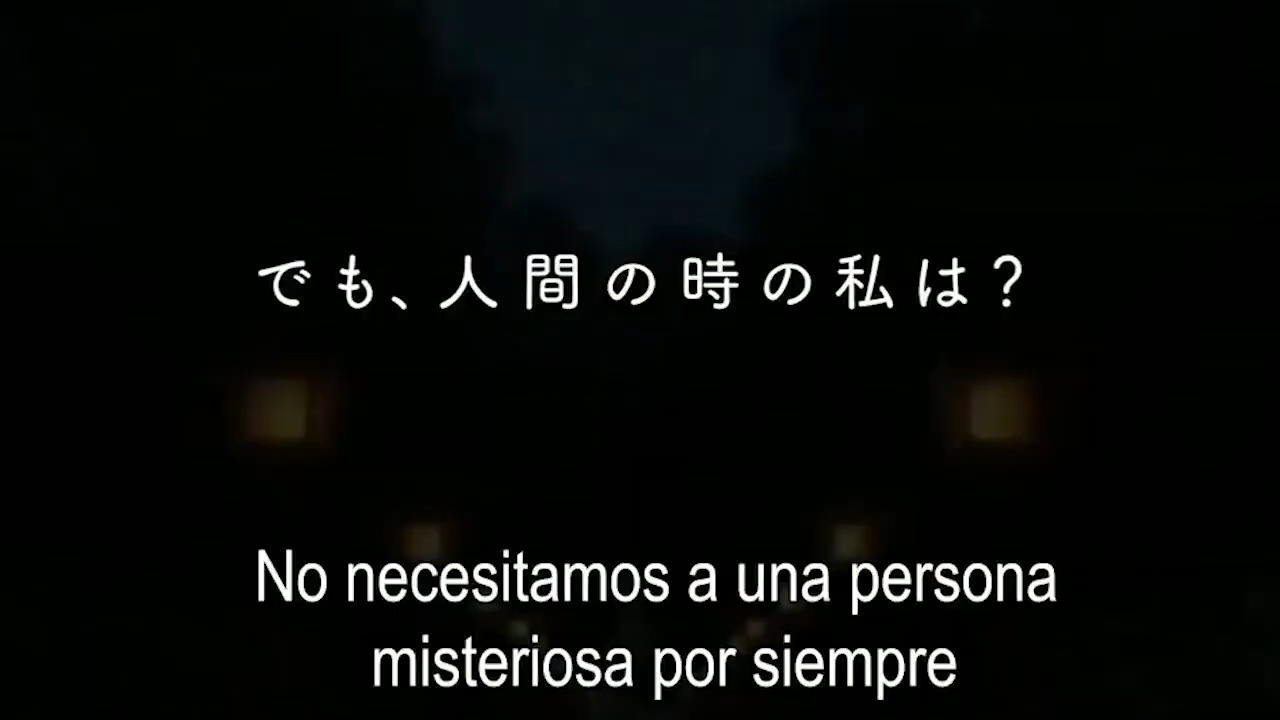 でも、人間の時の私は？
No necesitamos a una persona
misteriosa por siempre